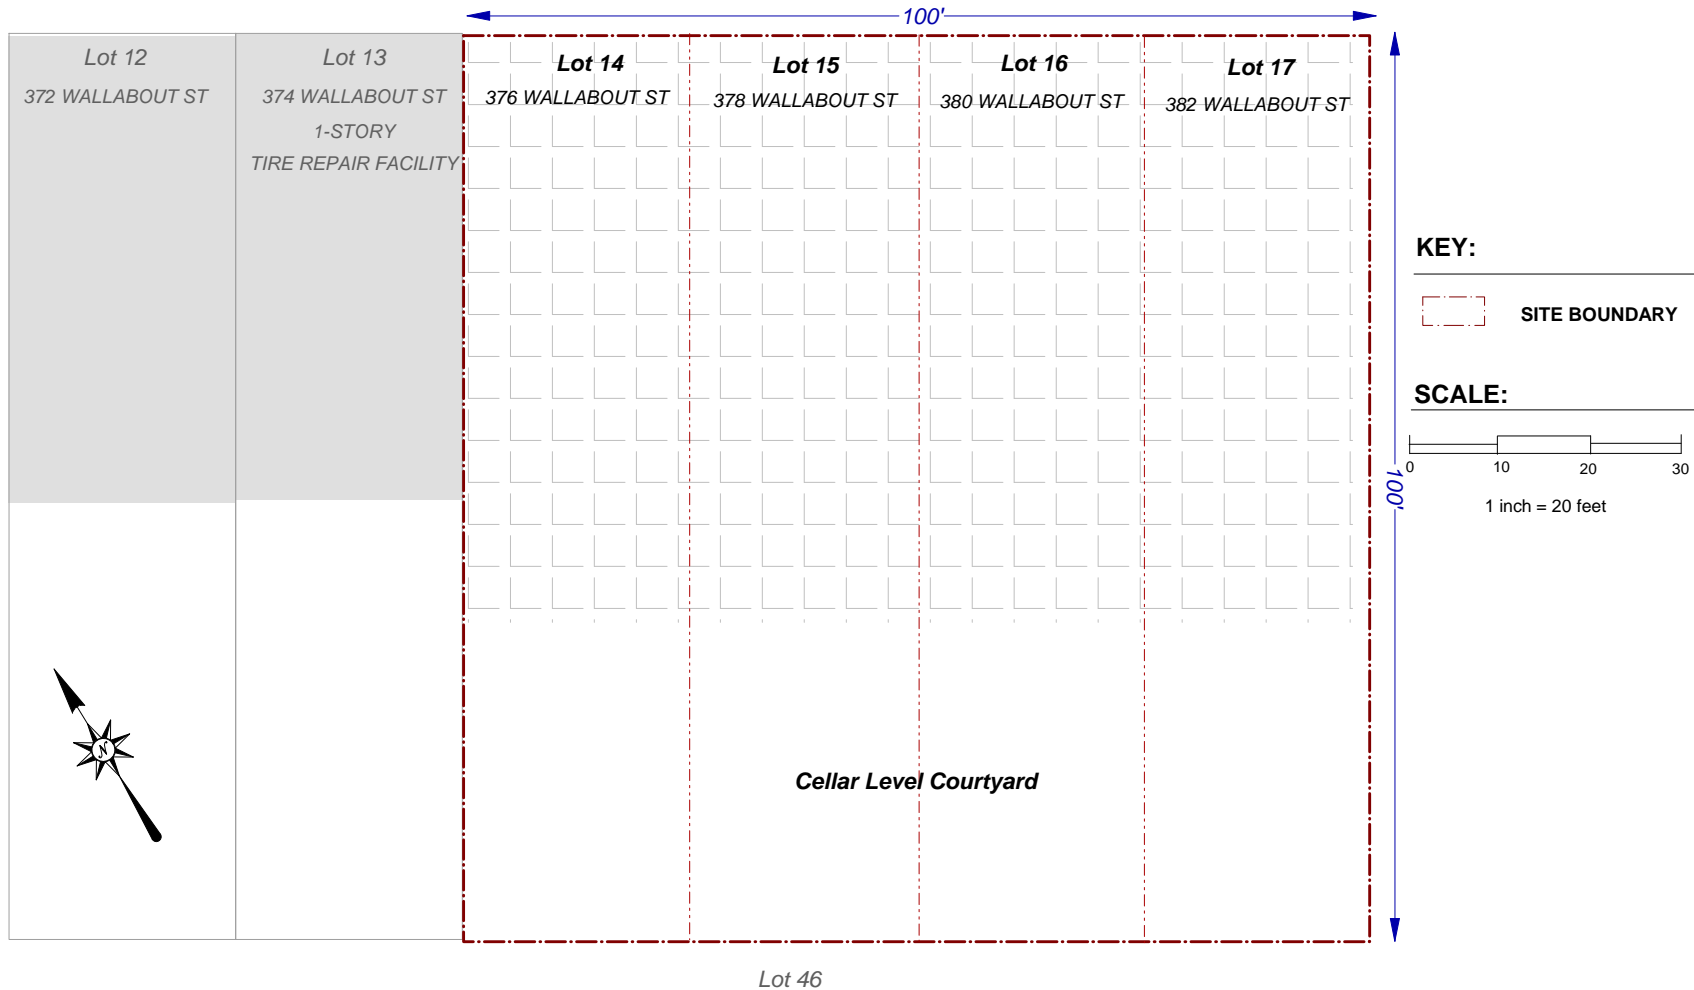 100'
Lot 12
372 WALLABOUT ST
Lot 13
374 WALLABOUT ST
1-STORY
TIRE REPAIR FACILITY
Lot 14
376 WALLABOUT ST
Lot 15
378 WALLABOUT ST
Lot 16
380 WALLABOUT ST
Lot 17
382 WALLABOUT ST
KEY:
SITE BOUNDARY
SCALE:
0 10 20 30
1 inch = 20 feet
100'
N
Cellar Level Courtyard
Lot 46